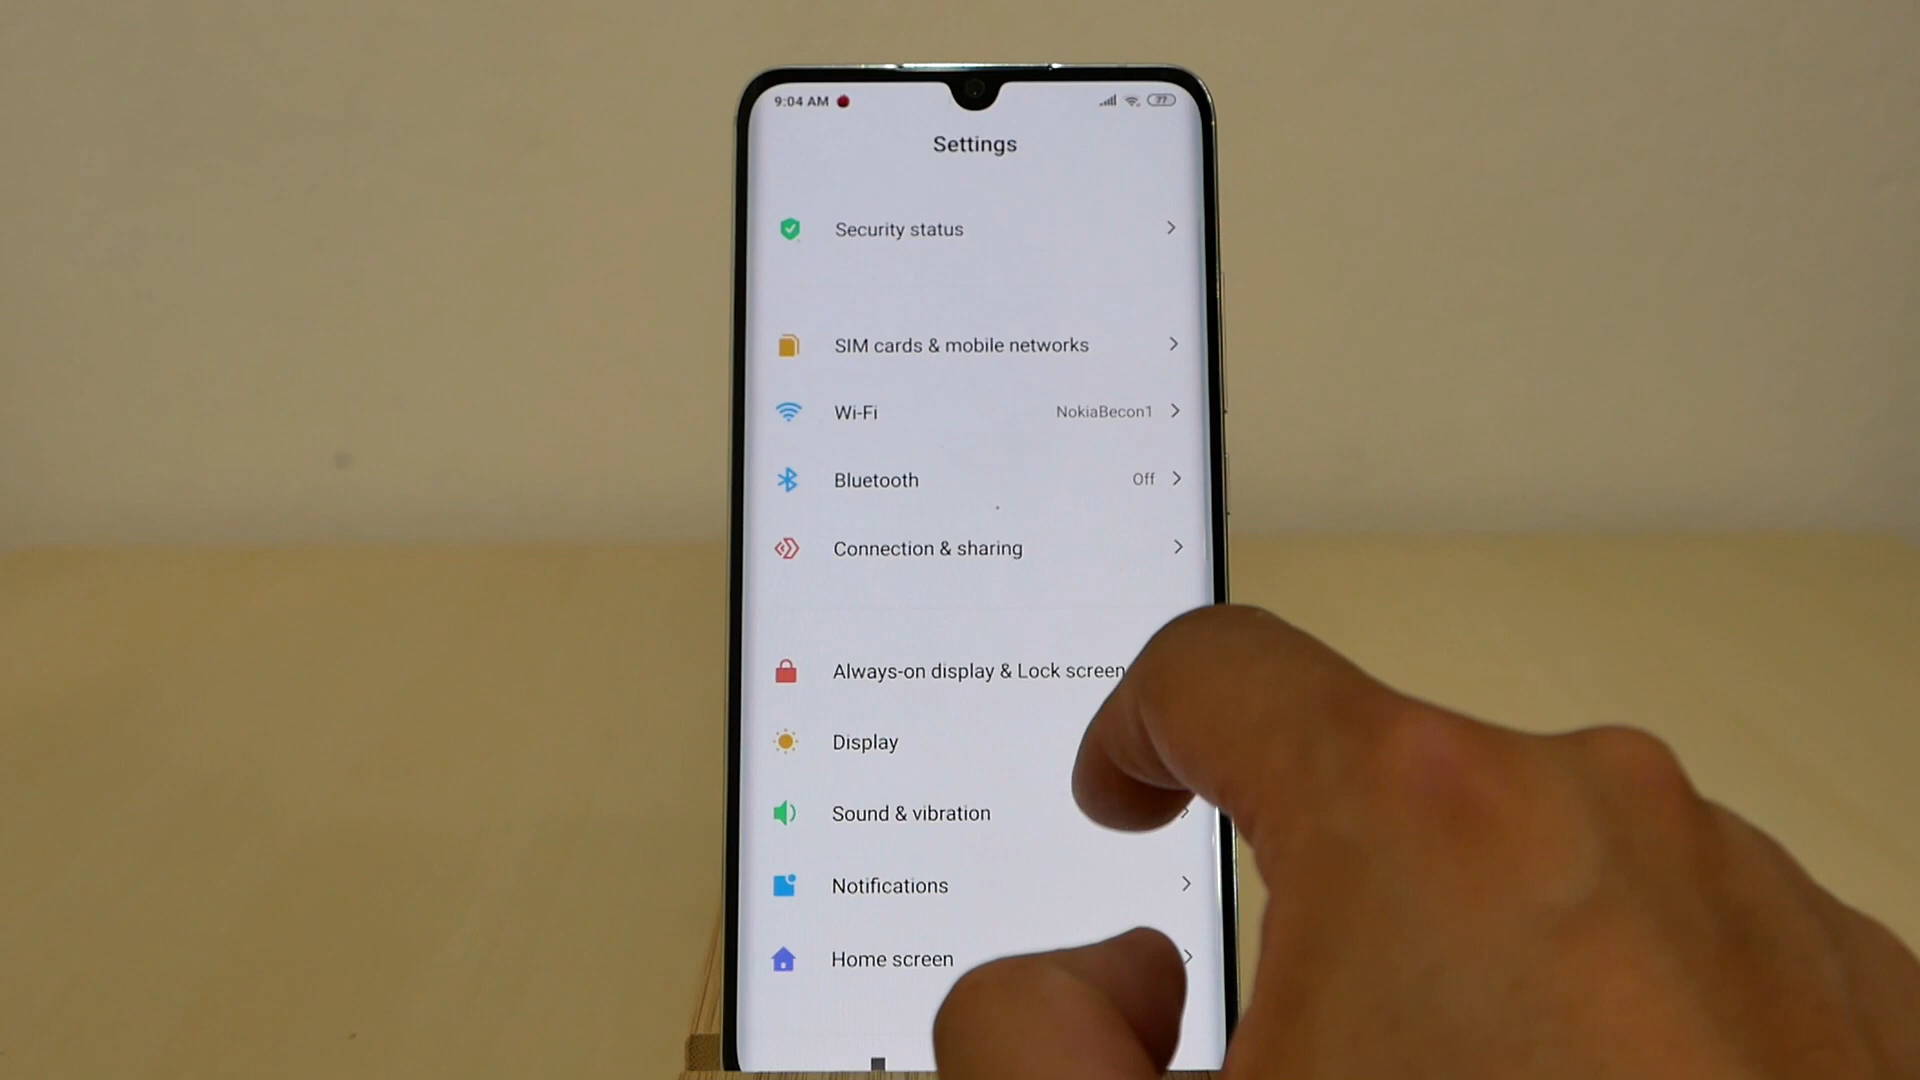 9:04 AM 77
Settings
Security status
SIM cards & mobile networks
Wi-Fi NokiaBecon1
Bluetooth Off
Connection & sharing
Always-on display & Lock screen
Display
Sound & vibration
Notifications
Home screen